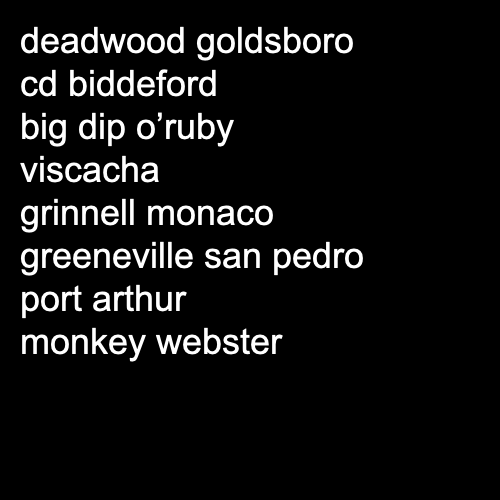 deadwood goldsboro
cd biddeford
big dip o’ruby
viscacha
grinnell monaco
greeneville san pedro
port arthur
monkey webster